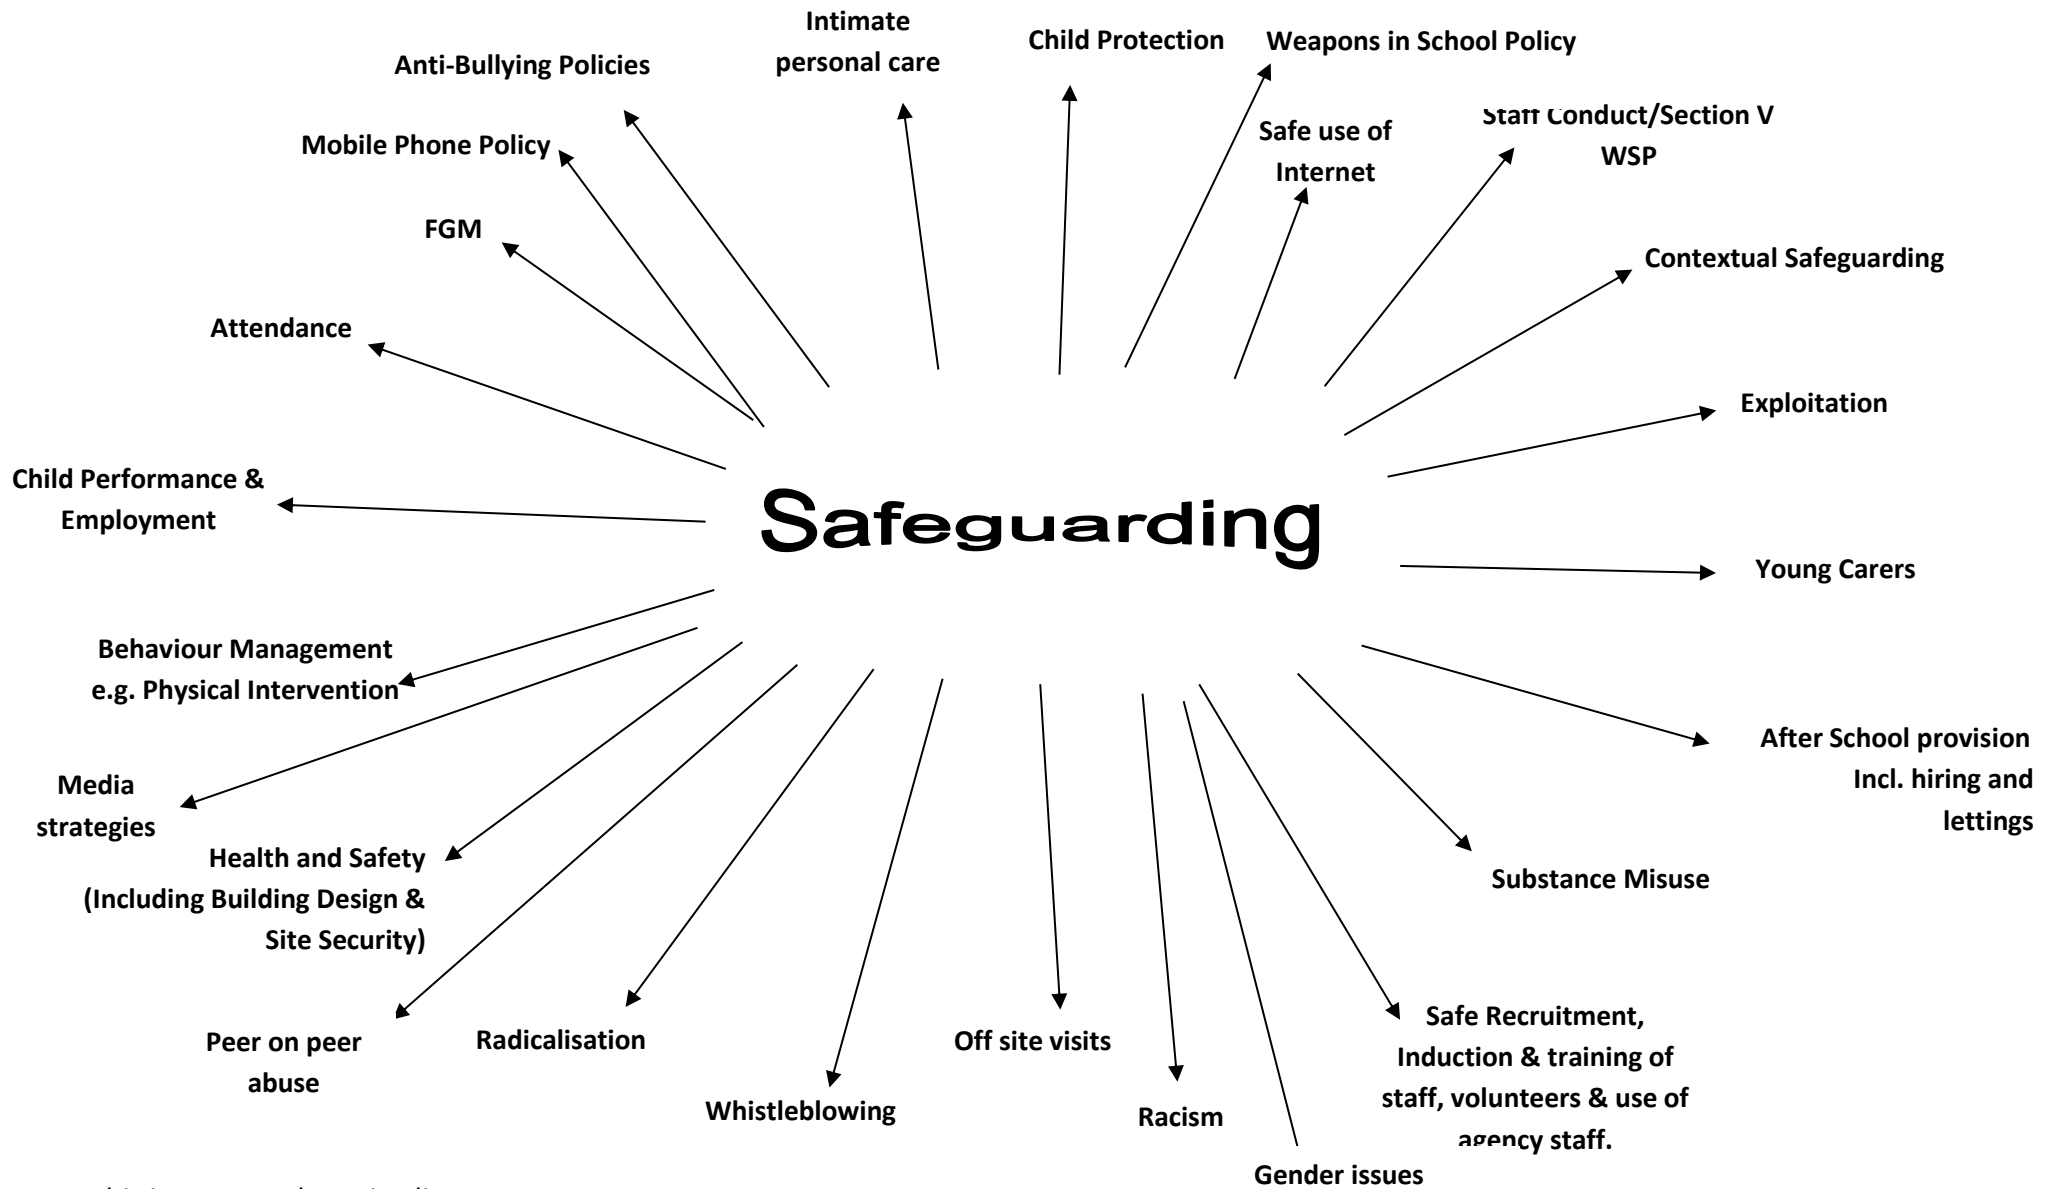 Intimate
personal care
Child Protection
Weapons in School Policy
Anti-Bullying Policies
Staff Conduct/Section V
WSP
Safe use of
Internet
Mobile Phone Policy
FGM
Contextual Safeguarding
Attendance
Exploitation
Child Performance &
Employment
Safeguarding
Young Carers
Behaviour Management
e.g. Physical Intervention
After School provision
Incl. hiring and
lettings
Media
strategies
Health and Safety
(Including Building Design &
Site Security)
Substance Misuse
Peer on peer
abuse
Radicalisation
Off site visits
Safe Recruitment,
Induction & training of
staff, volunteers & use of
agency staff.
Whistleblowing
Racism
Gender issues